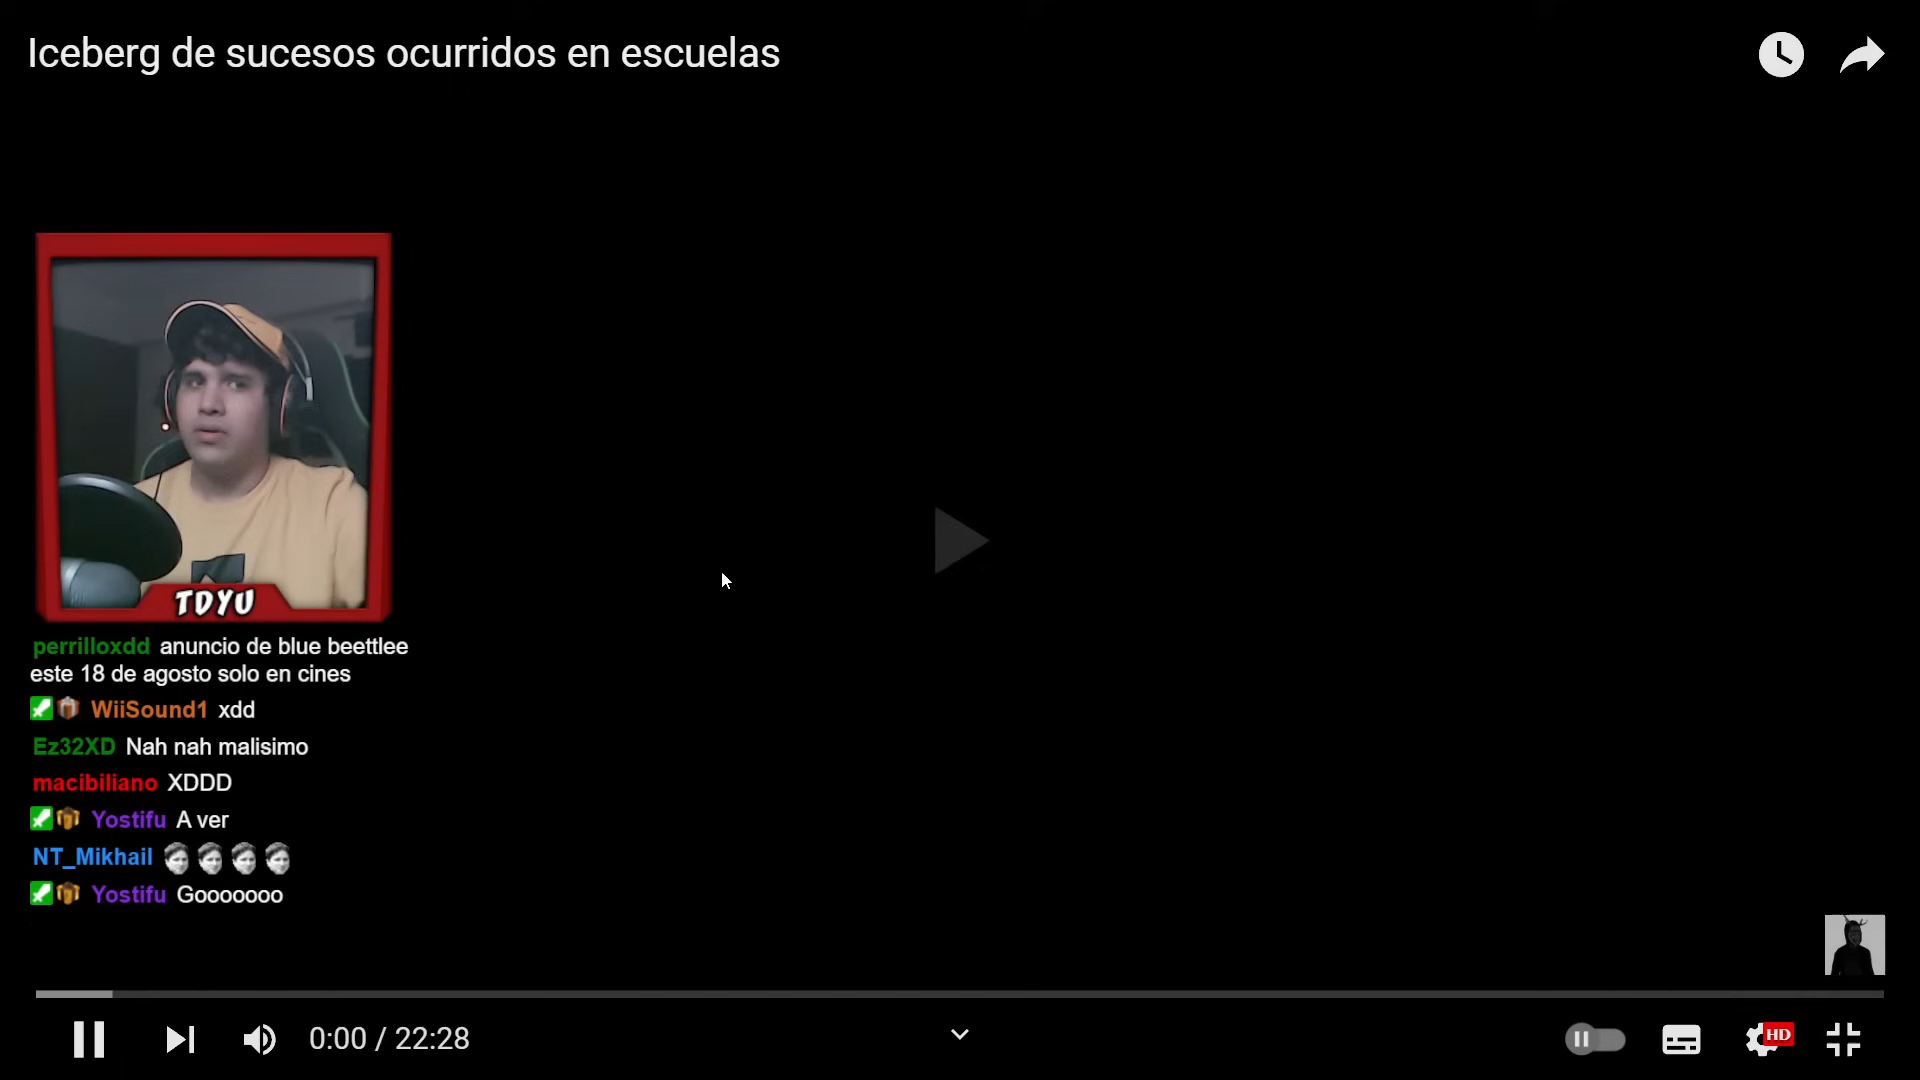 Iceberg de sucesos ocurridos en escuelas
TDYU
perrilloxdd anuncio de blue beettlee
este 18 de agosto solo en cines
WiiSound1 xdd
Ez32XD Nah nah malisimo
macibiliano XDDD
Yostifu A ver
NT_Mikhail
Yostifu Gooooooo
0:00 / 22:28
HD